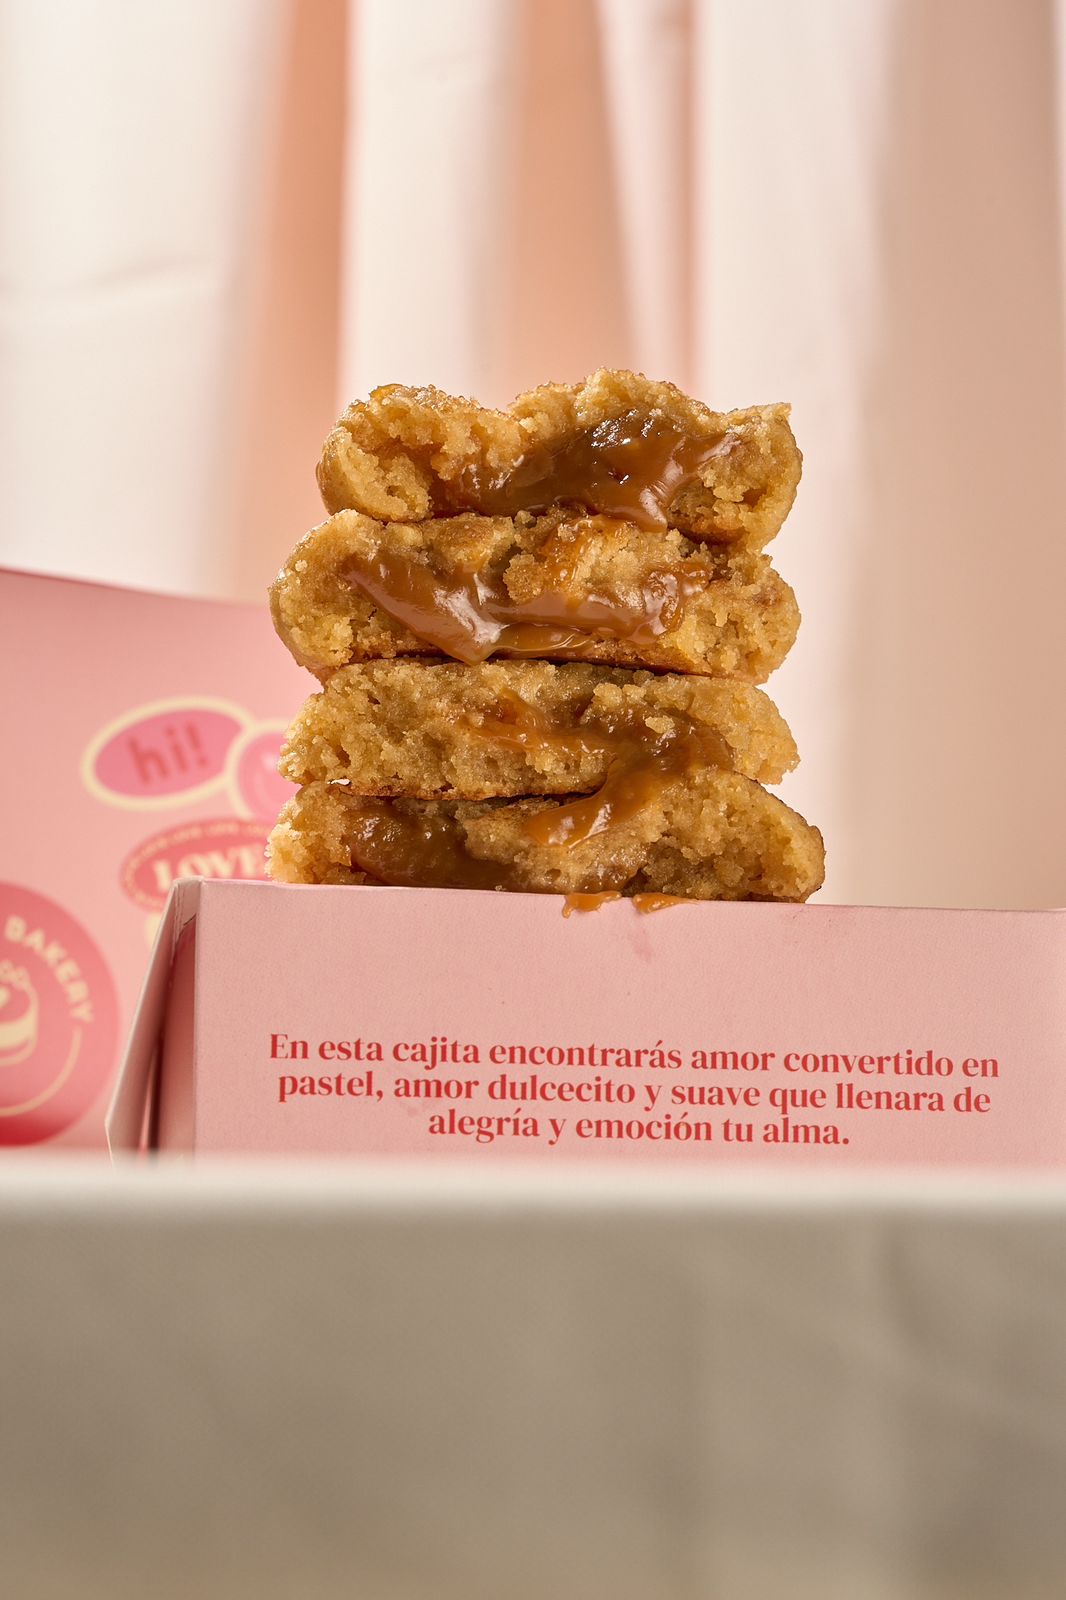 hi!
LOVE
BAKERY
En esta cajita encontrarás amor convertido en
pastel, amor dulcecito y suave que llenara de
alegría y emoción tu alma.